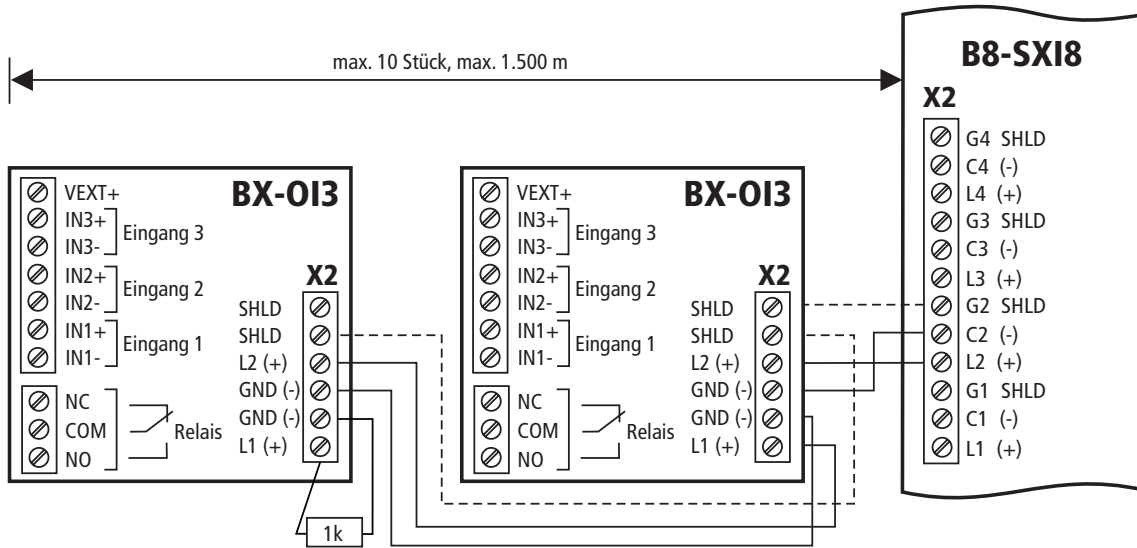 max. 10 Stück, max. 1.500 m
B8-SXI8
X2
G4 SHLD
C4 (-)
L4 (+)
G3 SHLD
C3 (-)
L3 (+)
G2 SHLD
C2 (-)
L2 (+)
G1 SHLD
C1 (-)
L1 (+)
BX-OI3
VEXT+
IN3+
IN3-
Eingang 3
IN2+
IN2-
Eingang 2
IN1+
IN1-
Eingang 1
NC
COM
NO
Relais
X2
SHLD
SHLD
L2 (+)
GND (-)
GND (-)
L1 (+)
1k
BX-OI3
VEXT+
IN3+
IN3-
Eingang 3
IN2+
IN2-
Eingang 2
IN1+
IN1-
Eingang 1
NC
COM
NO
Relais
X2
SHLD
SHLD
L2 (+)
GND (-)
GND (-)
L1 (+)